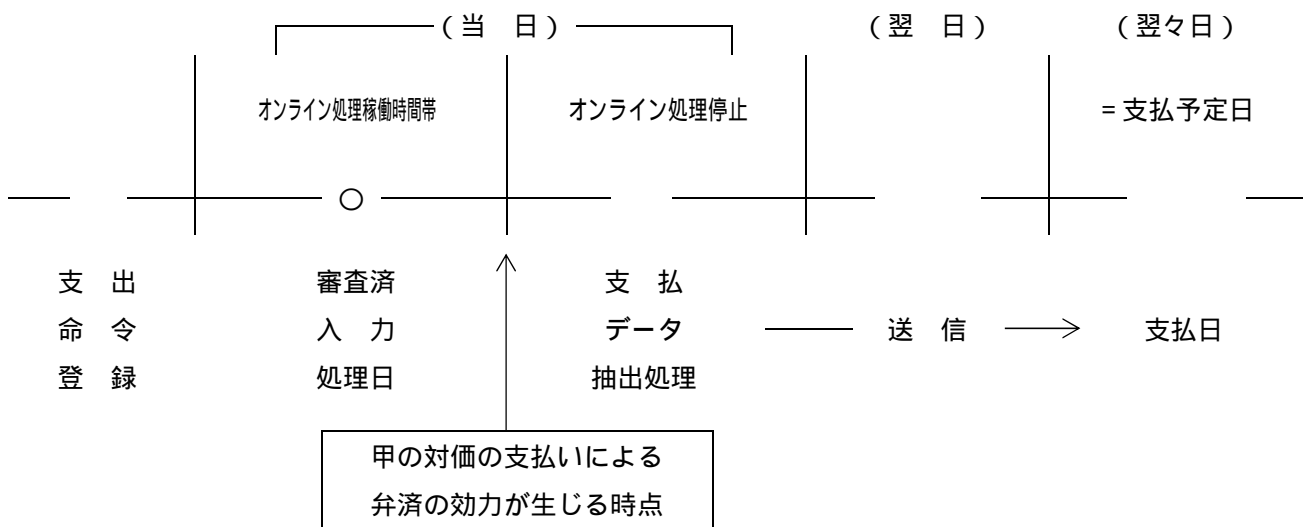 (当 日) (翌 日) (翌々日)
オンライン処理稼働時間帯 オンライン処理停止 =支払予定日
支 出 審査済 支 払
命 令 入 力 データ 送 信 支払日
登 録 処理日 抽出処理
甲の対価の支払いによる
弁済の効力が生じる時点